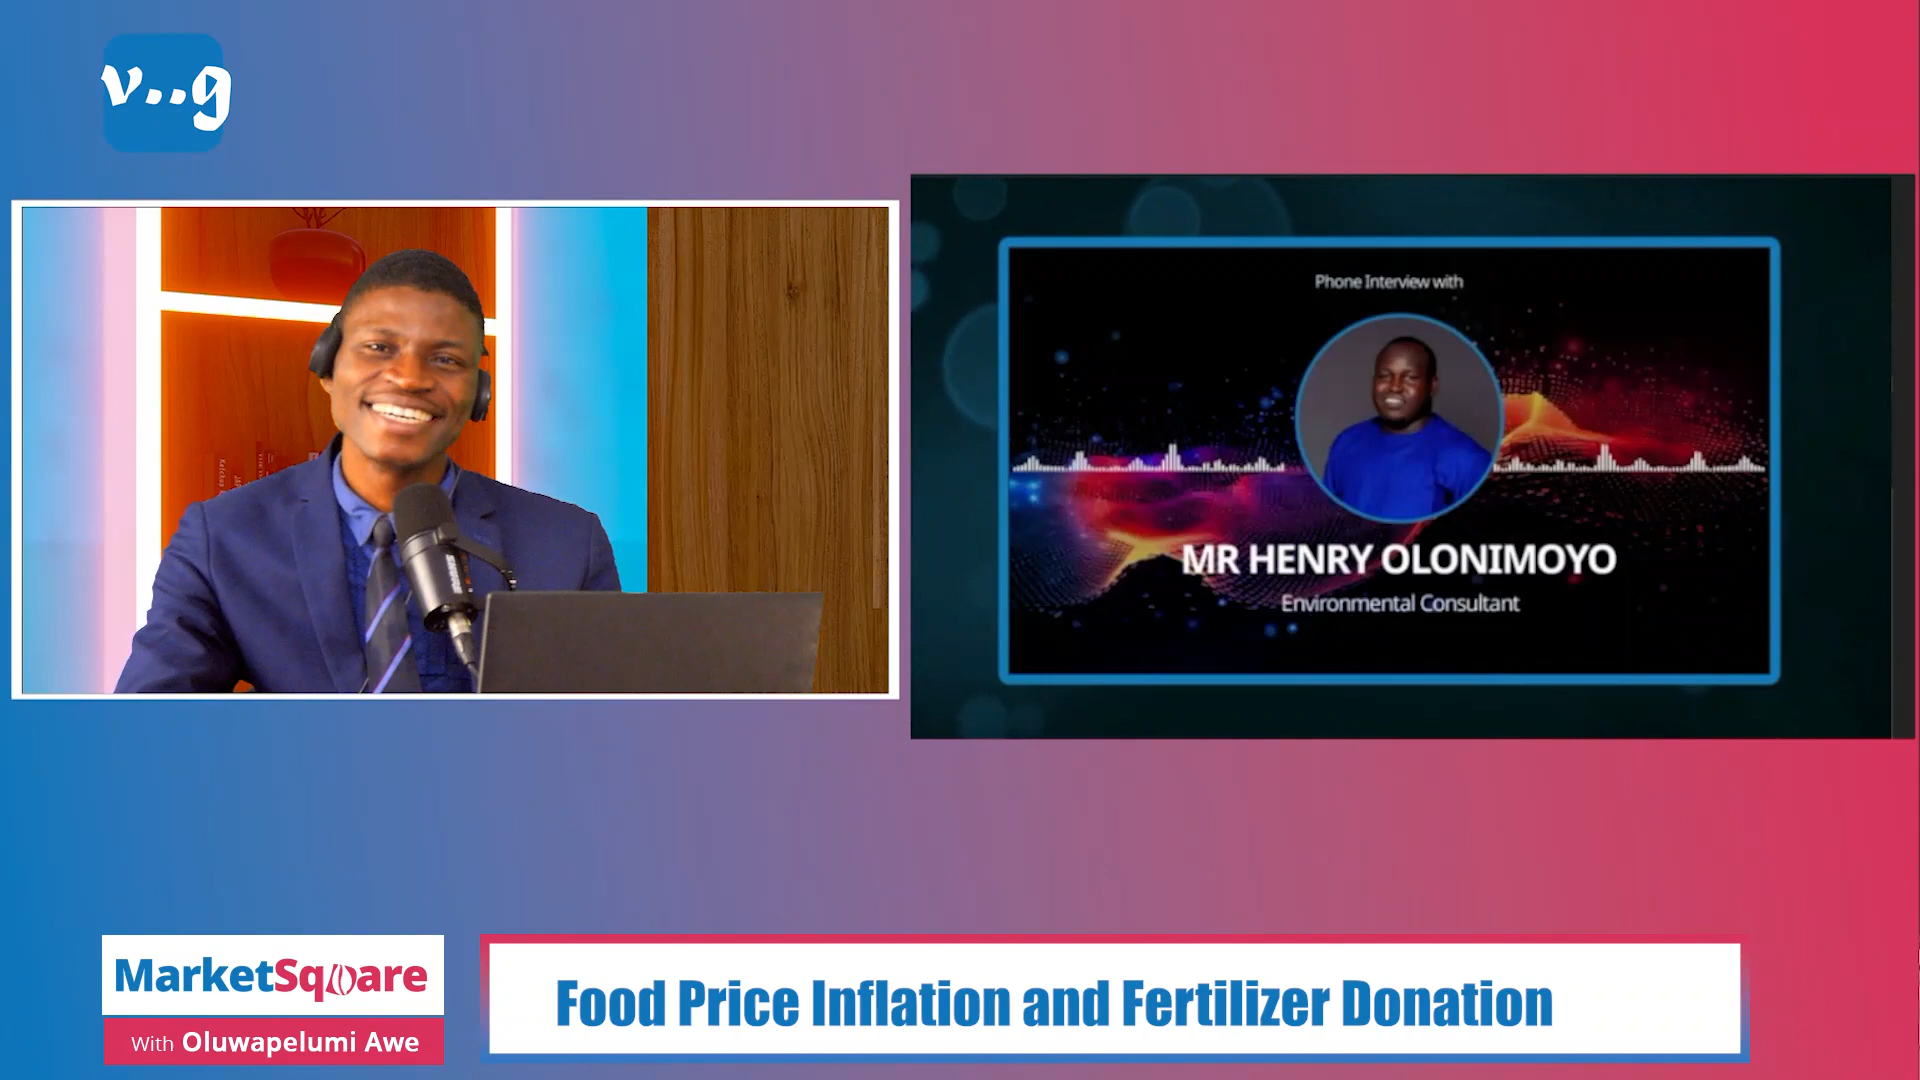 v..g
Phone Interview with
MR HENRY OLONIMOYO
Environmental Consultant
MarketSquare
With Oluwapelumi Awe
Food Price Inflation and Fertilizer Donation